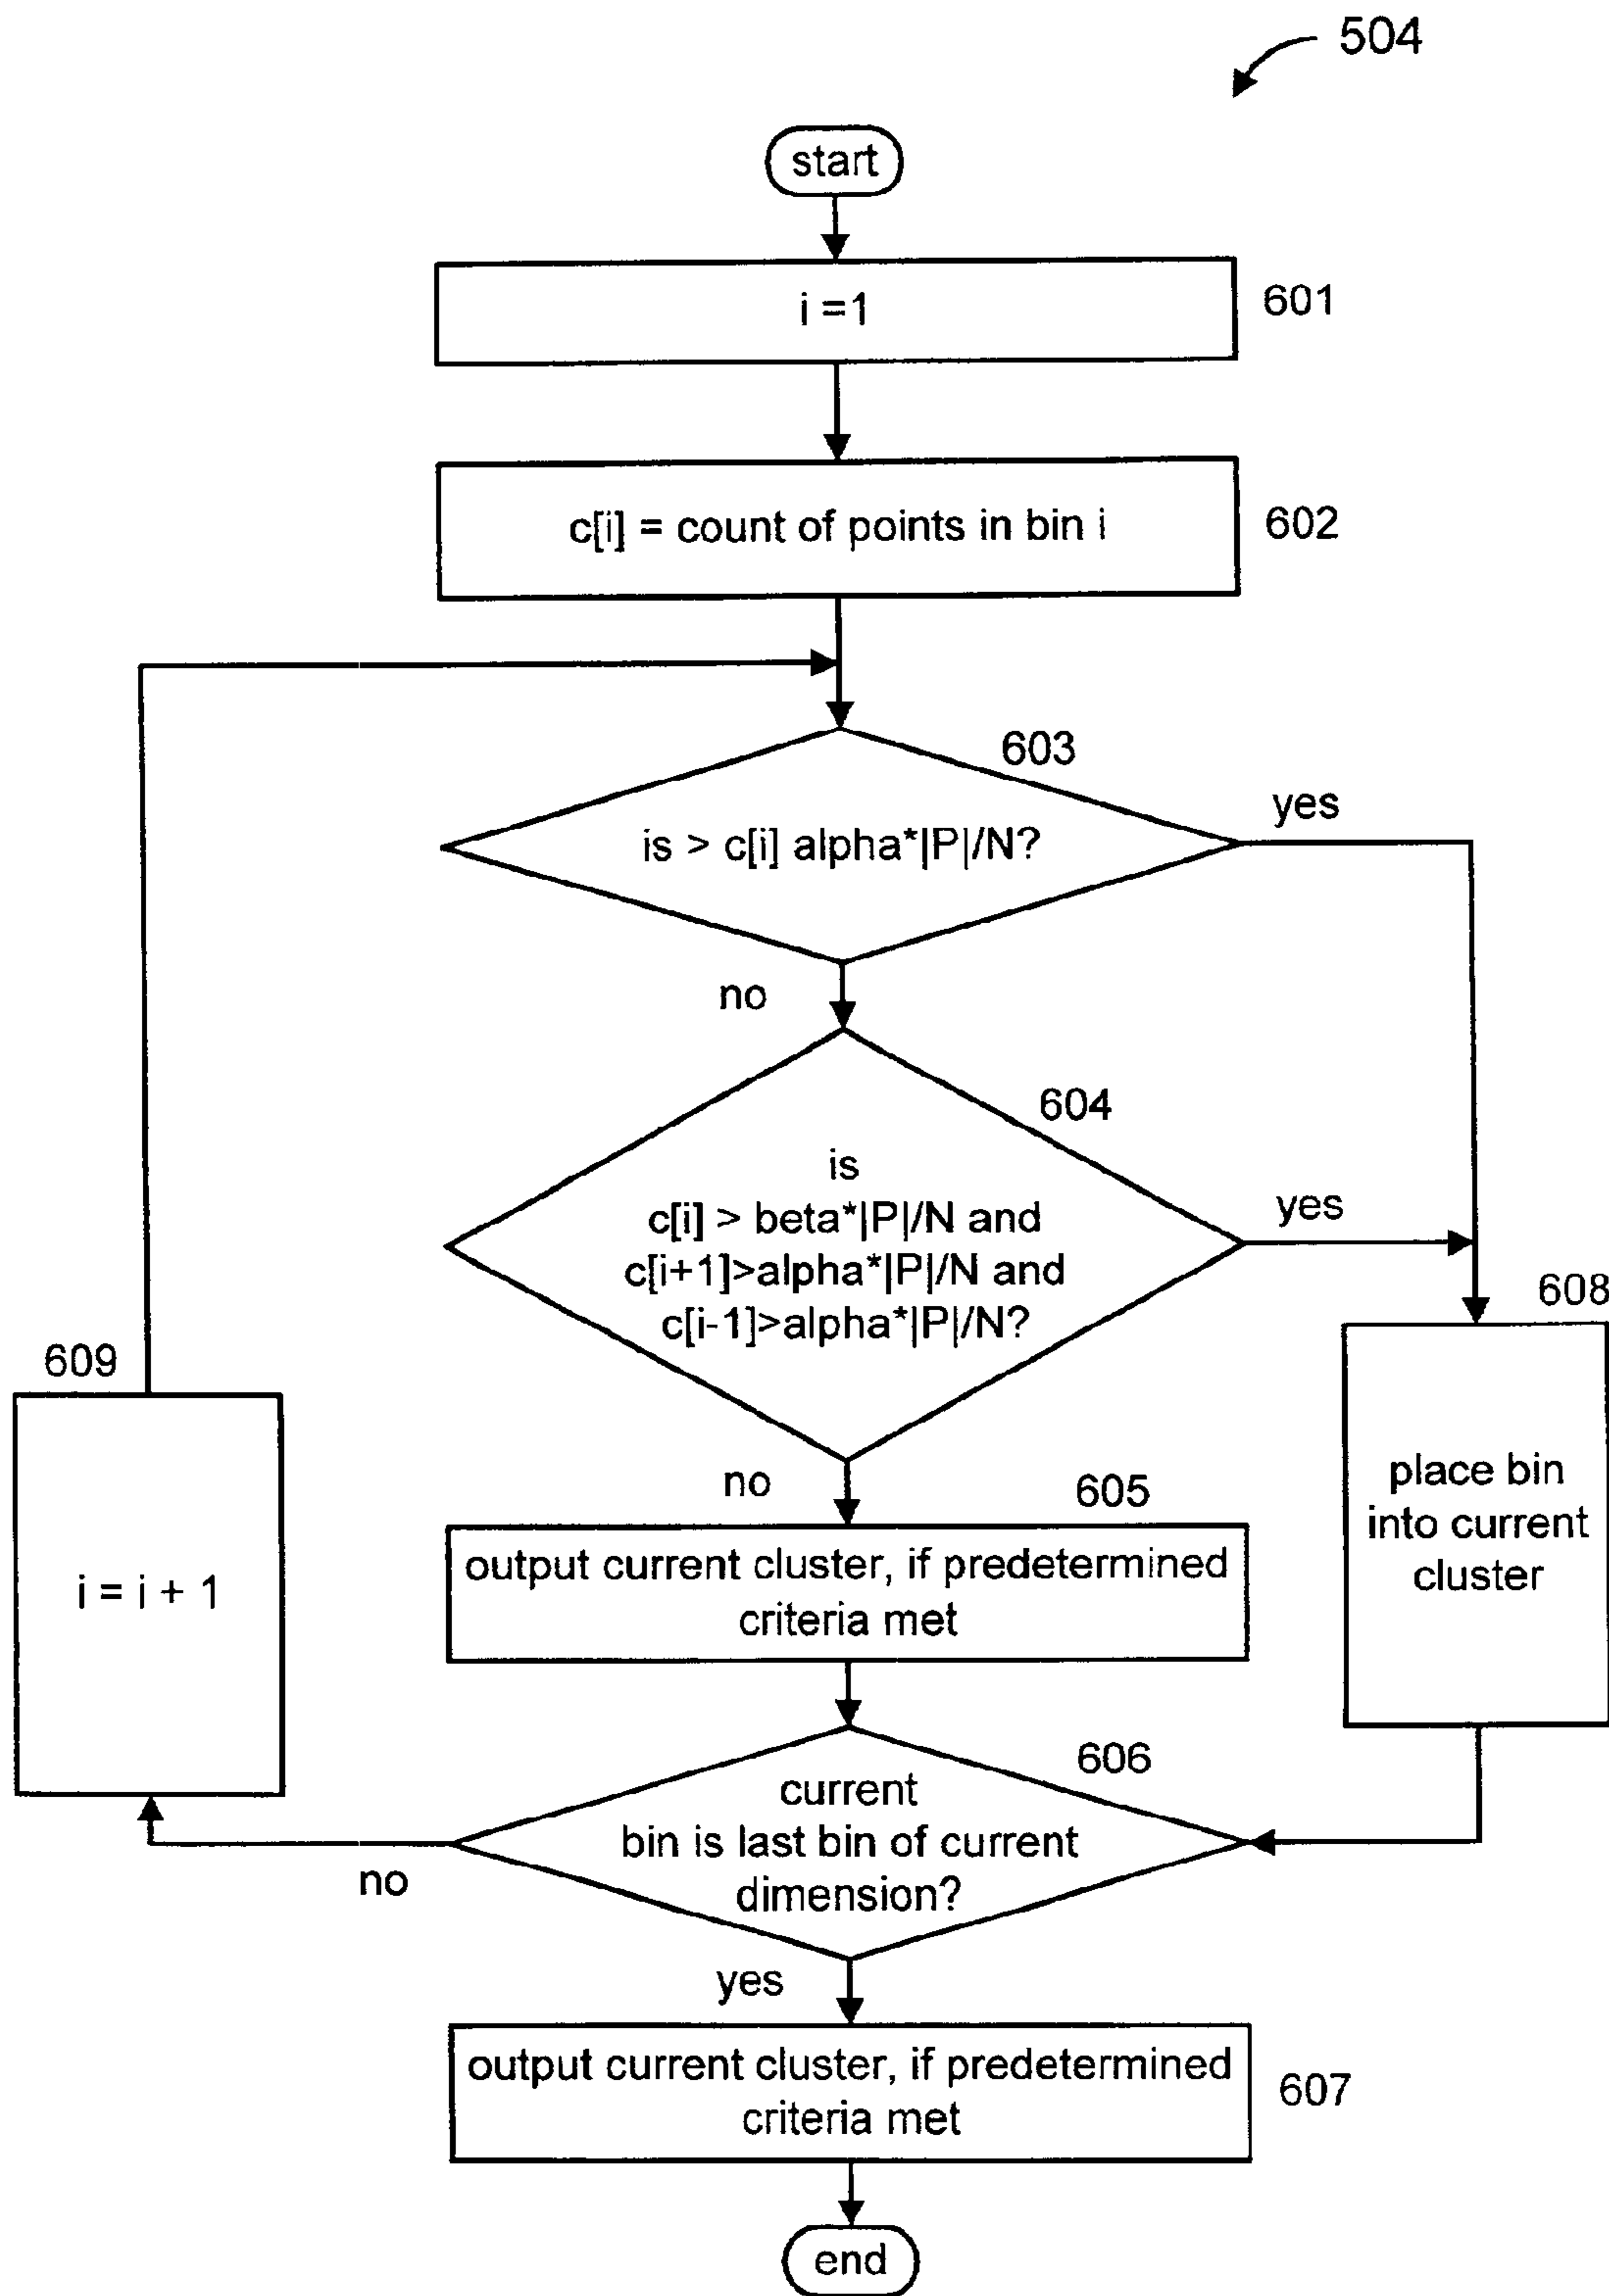 504
start
i =1
601
c[i] = count of points in bin i
602
603
is > c[i] alpha*|P|/N?
yes
no
604
is
c[i] > beta*|P|/N and
c[i+1]>alpha*|P|/N and
c[i-1]>alpha*|P|/N?
yes
no
608
place bin
into current
cluster
609
i = i + 1
605
output current cluster, if predetermined
criteria met
606
current
bin is last bin of current
dimension?
no
yes
output current cluster, if predetermined
criteria met
607
end